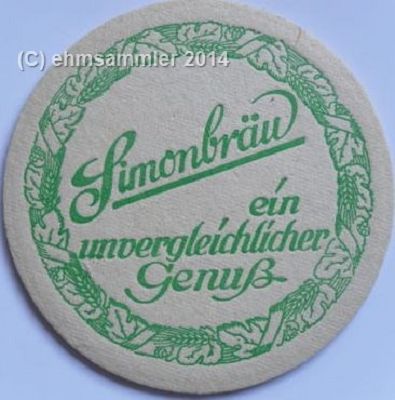 (C) ehmsammler 2014
Simonbräu
ein
unvergleichlicher
Genuß